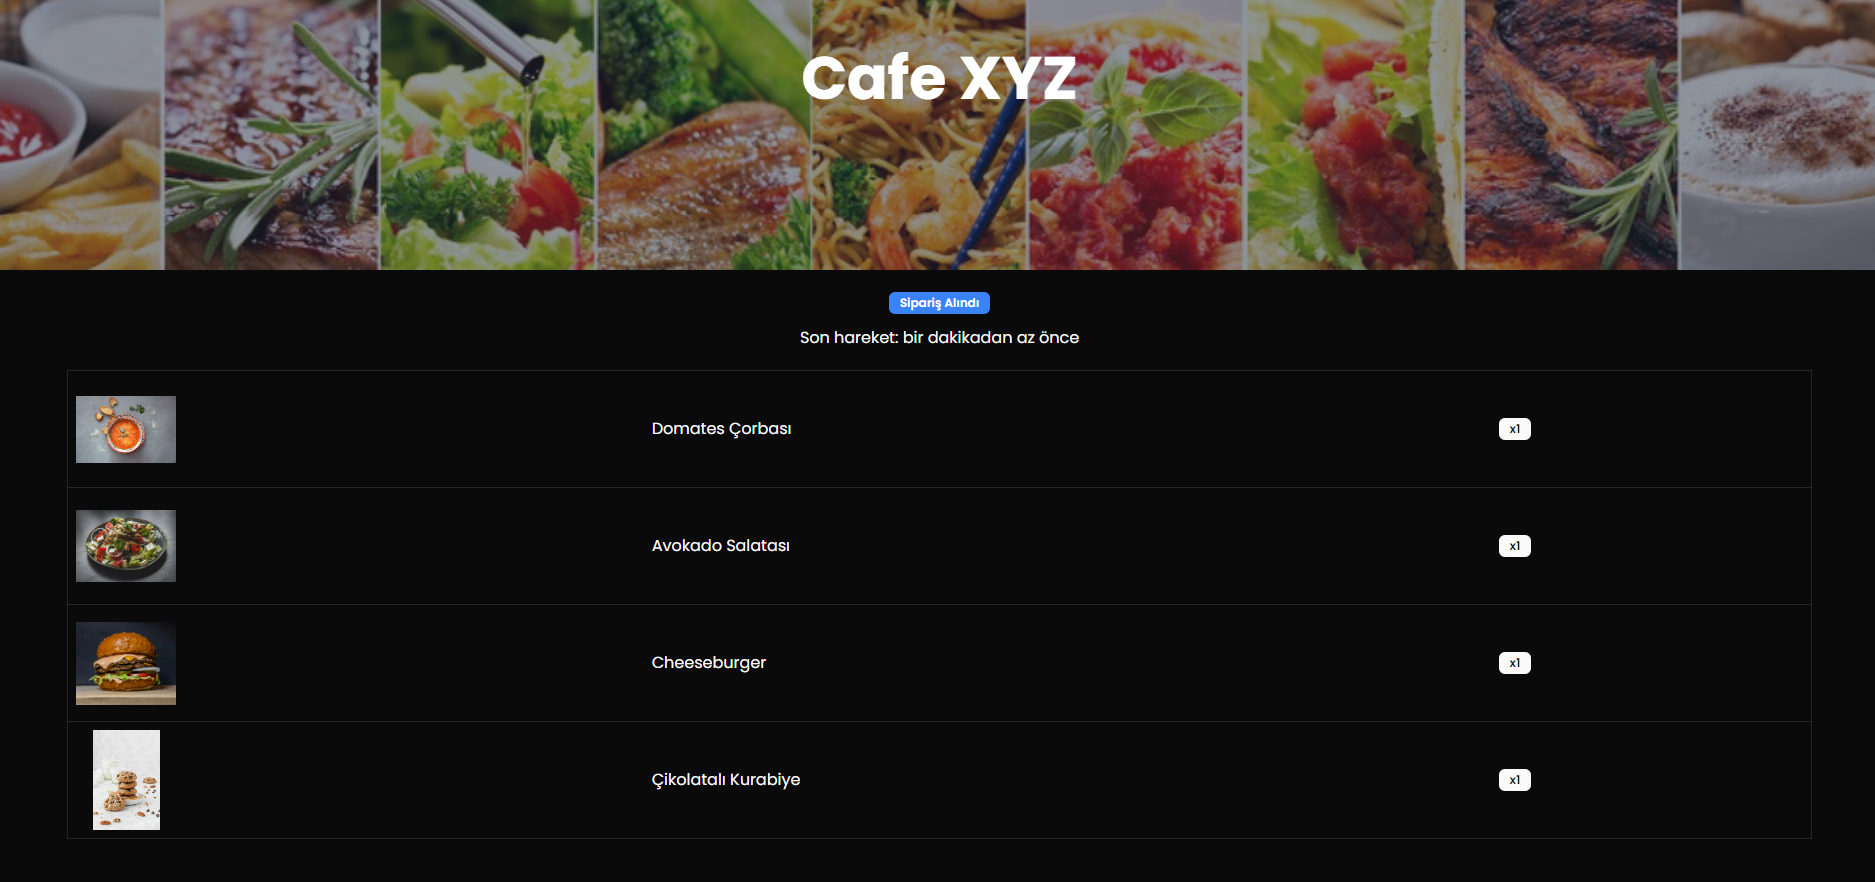 Cafe XYZ
Sipariş Alındı
Son hareket: bir dakikadan az önce
Domates Çorbası x1
Avokado Salatası x1
Cheeseburger x1
Çikolatalı Kurabiye x1